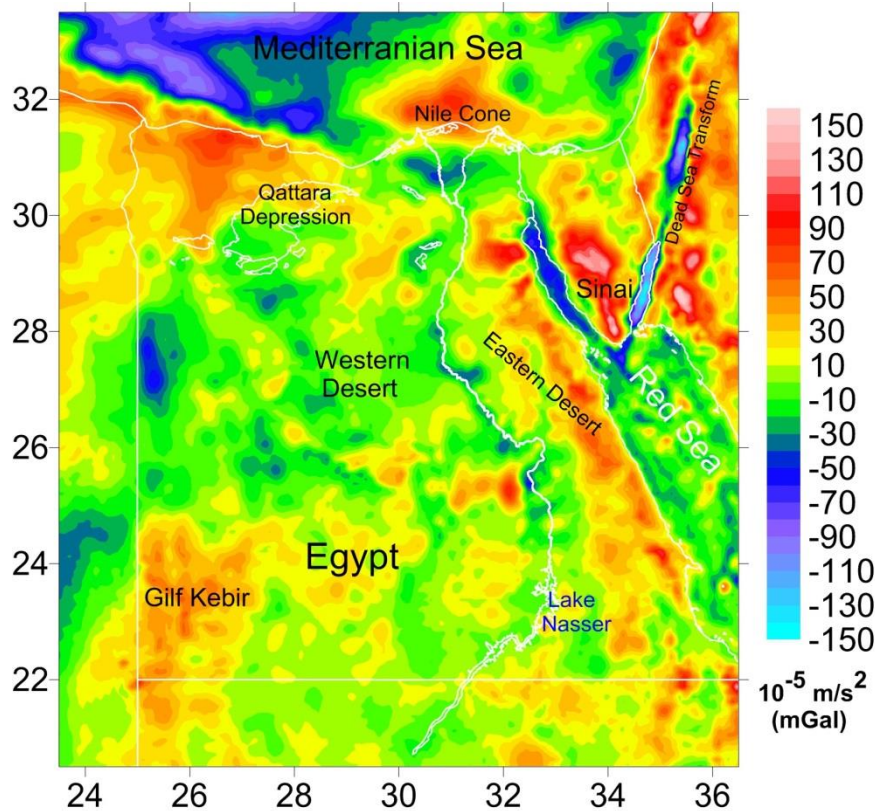 Mediterranian Sea
Nile Cone
Dead Sea Transform
Qattara
Depression
Sinai
Western
Desert
Eastern Desert
Red Sea
Egypt
Gilf Kebir
Lake
Nasser
32
30
28
26
24
22
24
26
28
30
32
34
36
150
130
110
90
70
50
30
10
-10
-30
-50
-70
-90
-110
-130
-150
10⁻⁵ m/s²
(mGal)